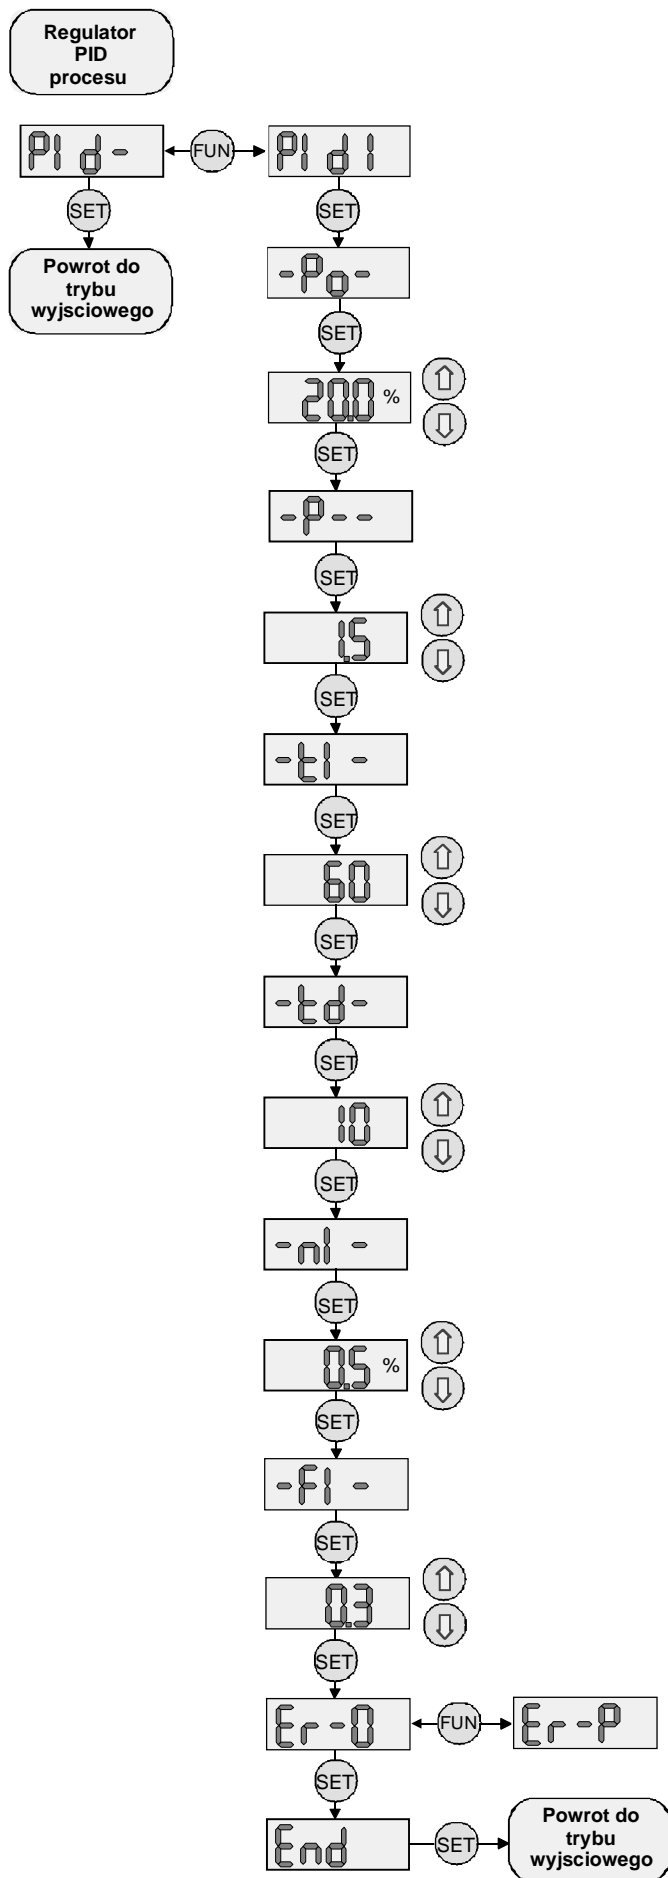 Regulator
PID
procesu
PId- FUN PId1
SET SET
Powrot do
trybu
wyjsciowego
-Po-
SET
20.0 %
SET
-P--
SET
1.5
SET
-tI -
SET
60
SET
-td-
SET
10
SET
-nI -
SET
0.5 %
SET
-FI -
SET
0.3
SET
Er-0 FUN Er-P
SET
End SET
Powrot do
trybu
wyjsciowego